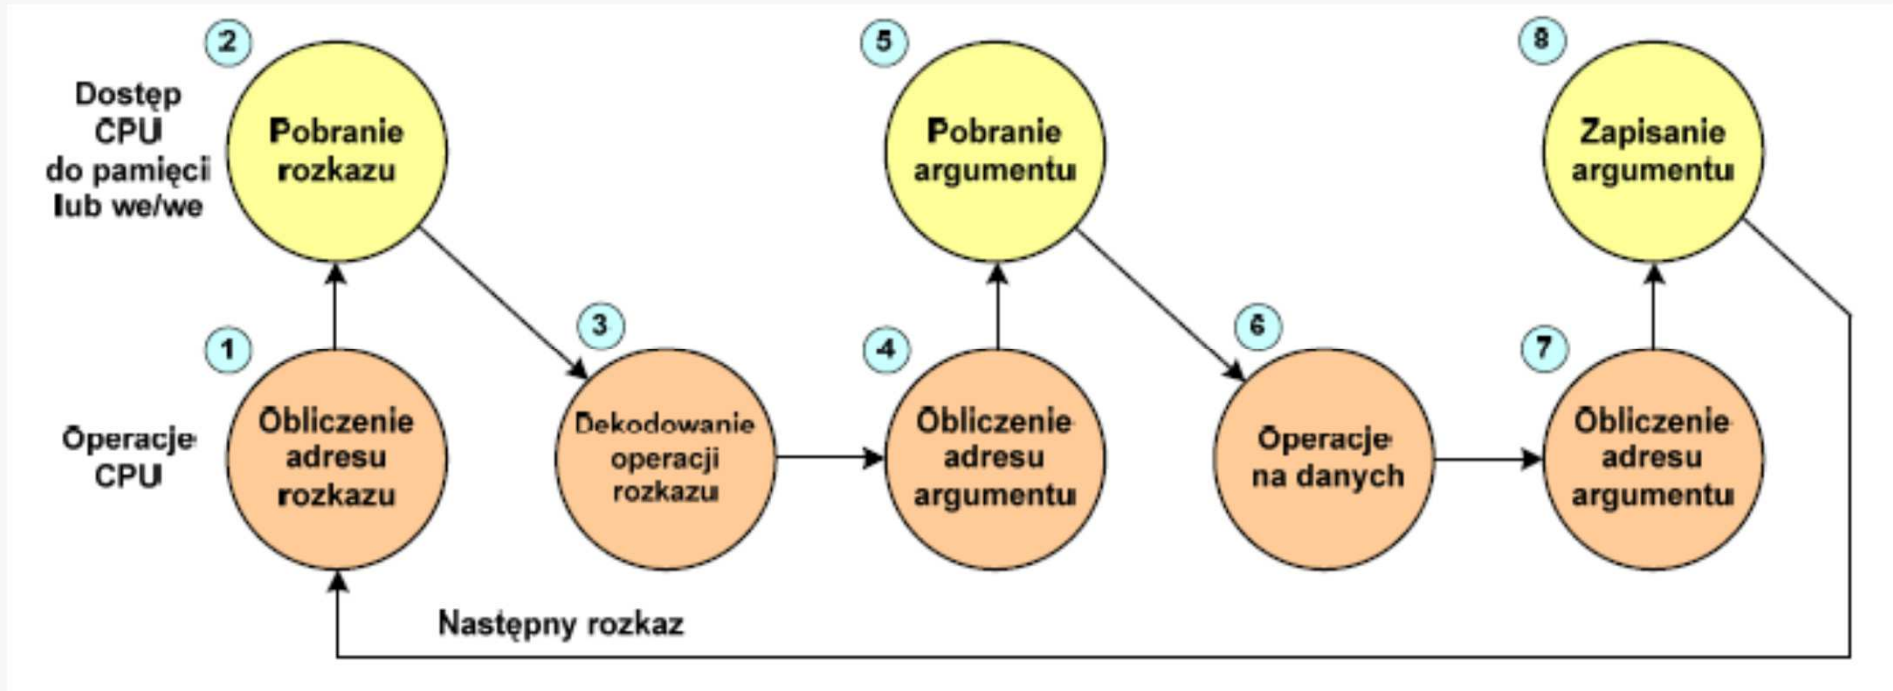 2
5
8
Dostęp
CPU
do pamięci
lub we/we
Pobranie
rozkazu
Pobranie
argumentu
Zapisanie
argumentu
1
3
4
6
7
Operacje
CPU
Obliczenie
adresu
rozkazu
Dekodowanie
operacji
rozkazu
Obliczenie
adresu
argumentu
Operacje
na danych
Obliczenie
adresu
argumentu
Następny rozkaz